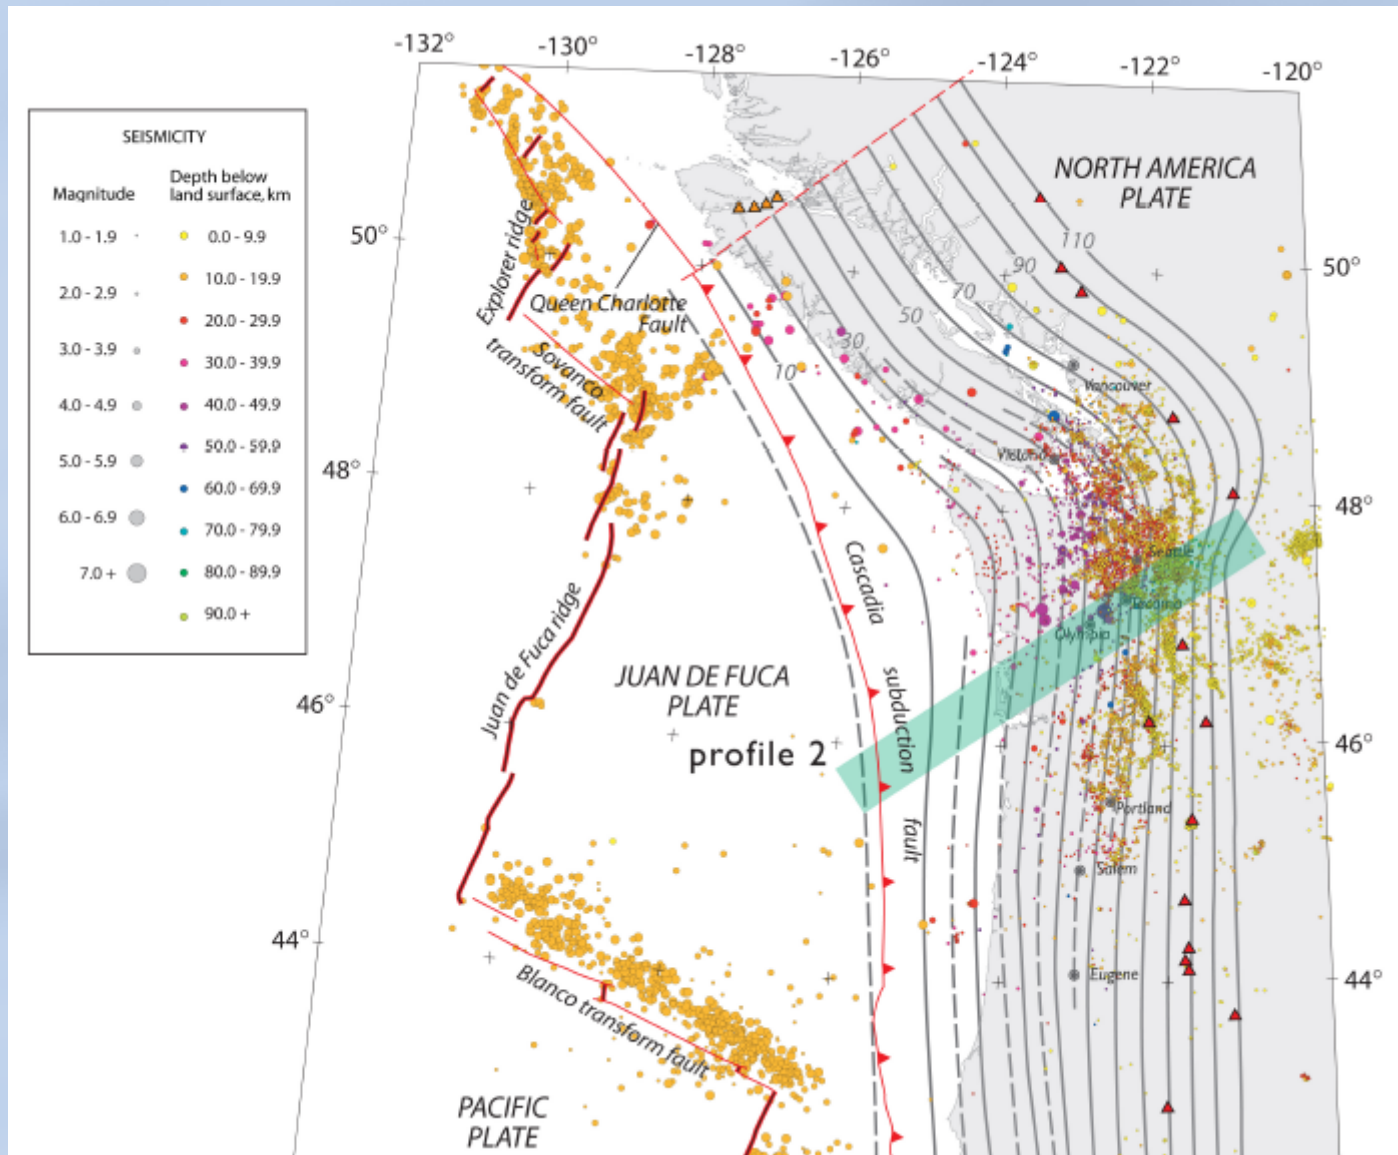 -132°
-130°
-128°
-126°
-124°
-122°
-120°
SEISMICITY
Magnitude
Depth below
land surface, km
1.0 - 1.9
0.0 - 9.9
2.0 - 2.9
10.0 - 19.9
3.0 - 3.9
20.0 - 29.9
4.0 - 4.9
30.0 - 39.9
5.0 - 5.9
40.0 - 49.9
6.0 - 6.9
50.0 - 59.9
7.0 +
60.0 - 69.9
70.0 - 79.9
80.0 - 89.9
90.0 +
NORTH AMERICA
PLATE
50°
50°
110
90
70
50
30
10
Explorer ridge
Queen Charlotte
Fault
Sovanco
transform fault
Vancouver
Victoria
48°
48°
Seattle
Tacoma
Olympia
Cascadia
subduction
fault
Juan de Fuca ridge
JUAN DE FUCA
PLATE
46°
46°
profile 2
Portland
Salem
44°
44°
Eugene
Blanco transform fault
PACIFIC
PLATE